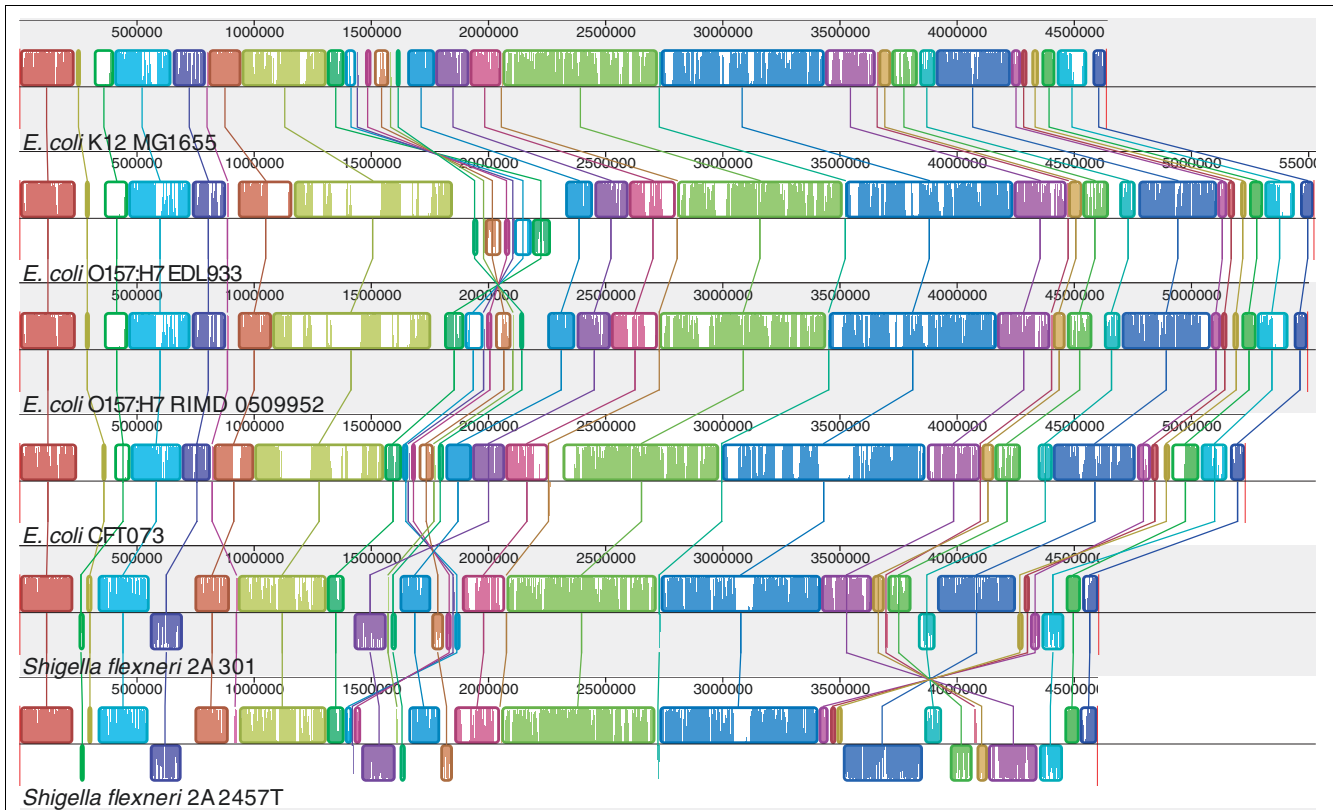 500000 1000000 1500000 2000000 2500000 3000000 3500000 4000000 4500000
E. coli K12 MG1655
500000 1000000 1500000 2000000 2500000 3000000 3500000 4000000 4500000 5000000 55000
E. coli O157:H7 EDL933
500000 1000000 1500000 2000000 2500000 3000000 3500000 4000000 4500000 5000000
E. coli O157:H7 RIMD 0509952
500000 1000000 1500000 2000000 2500000 3000000 3500000 4000000 4500000 5000000
E. coli CFT073
500000 1000000 1500000 2000000 2500000 3000000 3500000 4000000 4500000
Shigella flexneri 2A 301
500000 1000000 1500000 2000000 2500000 3000000 3500000 4000000 4500000
Shigella flexneri 2A 2457T